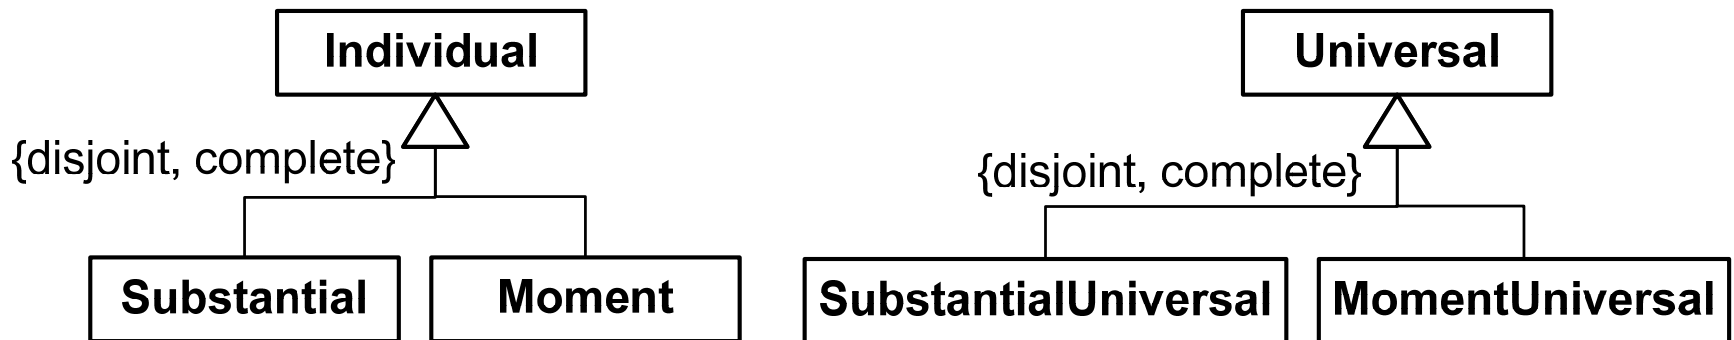 Individual
Universal
{disjoint, complete}
{disjoint, complete}
Substantial
Moment
SubstantialUniversal
MomentUniversal